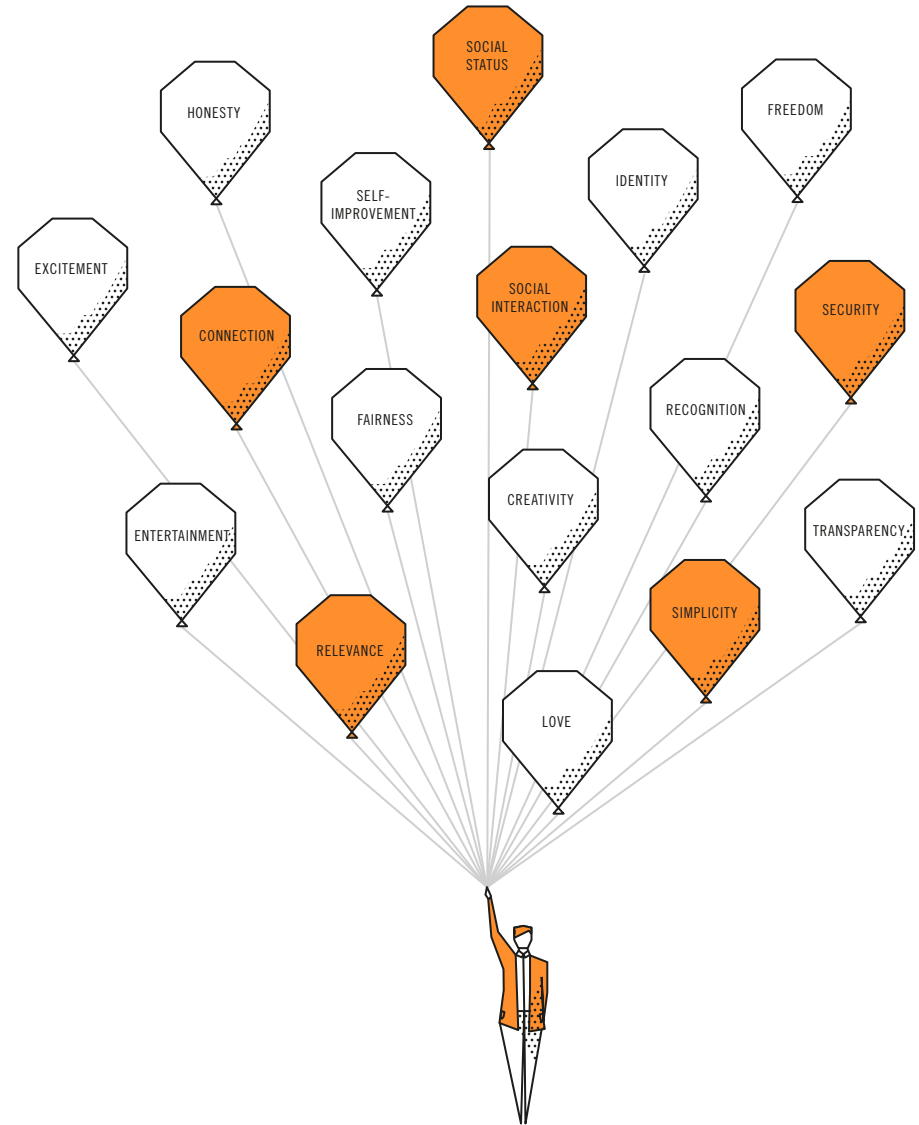 SOCIAL
STATUS
HONESTY
FREEDOM
IDENTITY
SELF-
IMPROVEMENT
EXCITEMENT
SOCIAL
INTERACTION
SECURITY
CONNECTION
RECOGNITION
FAIRNESS
CREATIVITY
TRANSPARENCY
ENTERTAINMENT
SIMPLICITY
RELEVANCE
LOVE